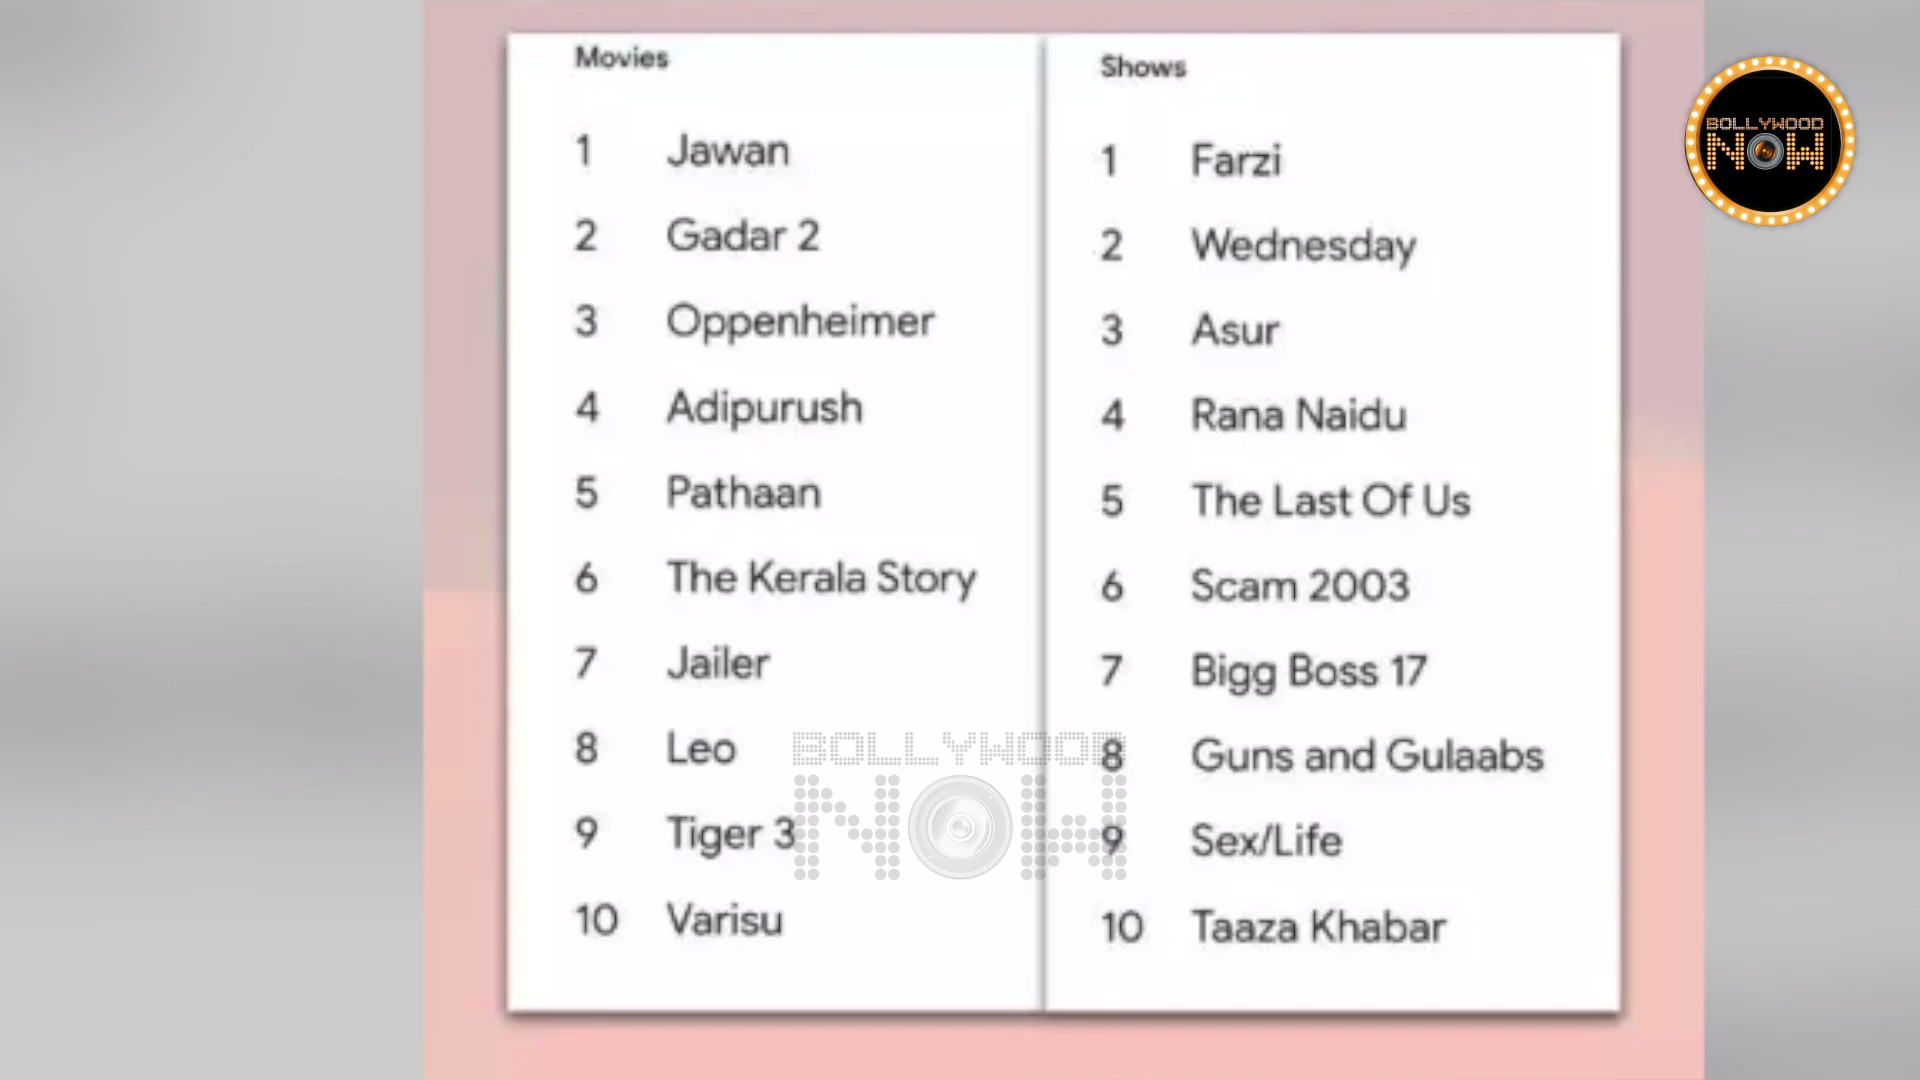 Movies
1 Jawan
2 Gadar 2
3 Oppenheimer
4 Adipurush
5 Pathaan
6 The Kerala Story
7 Jailer
8 Leo
9 Tiger 3
10 Varisu
Shows
1 Farzi
2 Wednesday
3 Asur
4 Rana Naidu
5 The Last Of Us
6 Scam 2003
7 Bigg Boss 17
8 Guns and Gulaabs
9 Sex/Life
10 Taaza Khabar
BOLLYWOOD
NOW
BOLLYWOOD
NOW